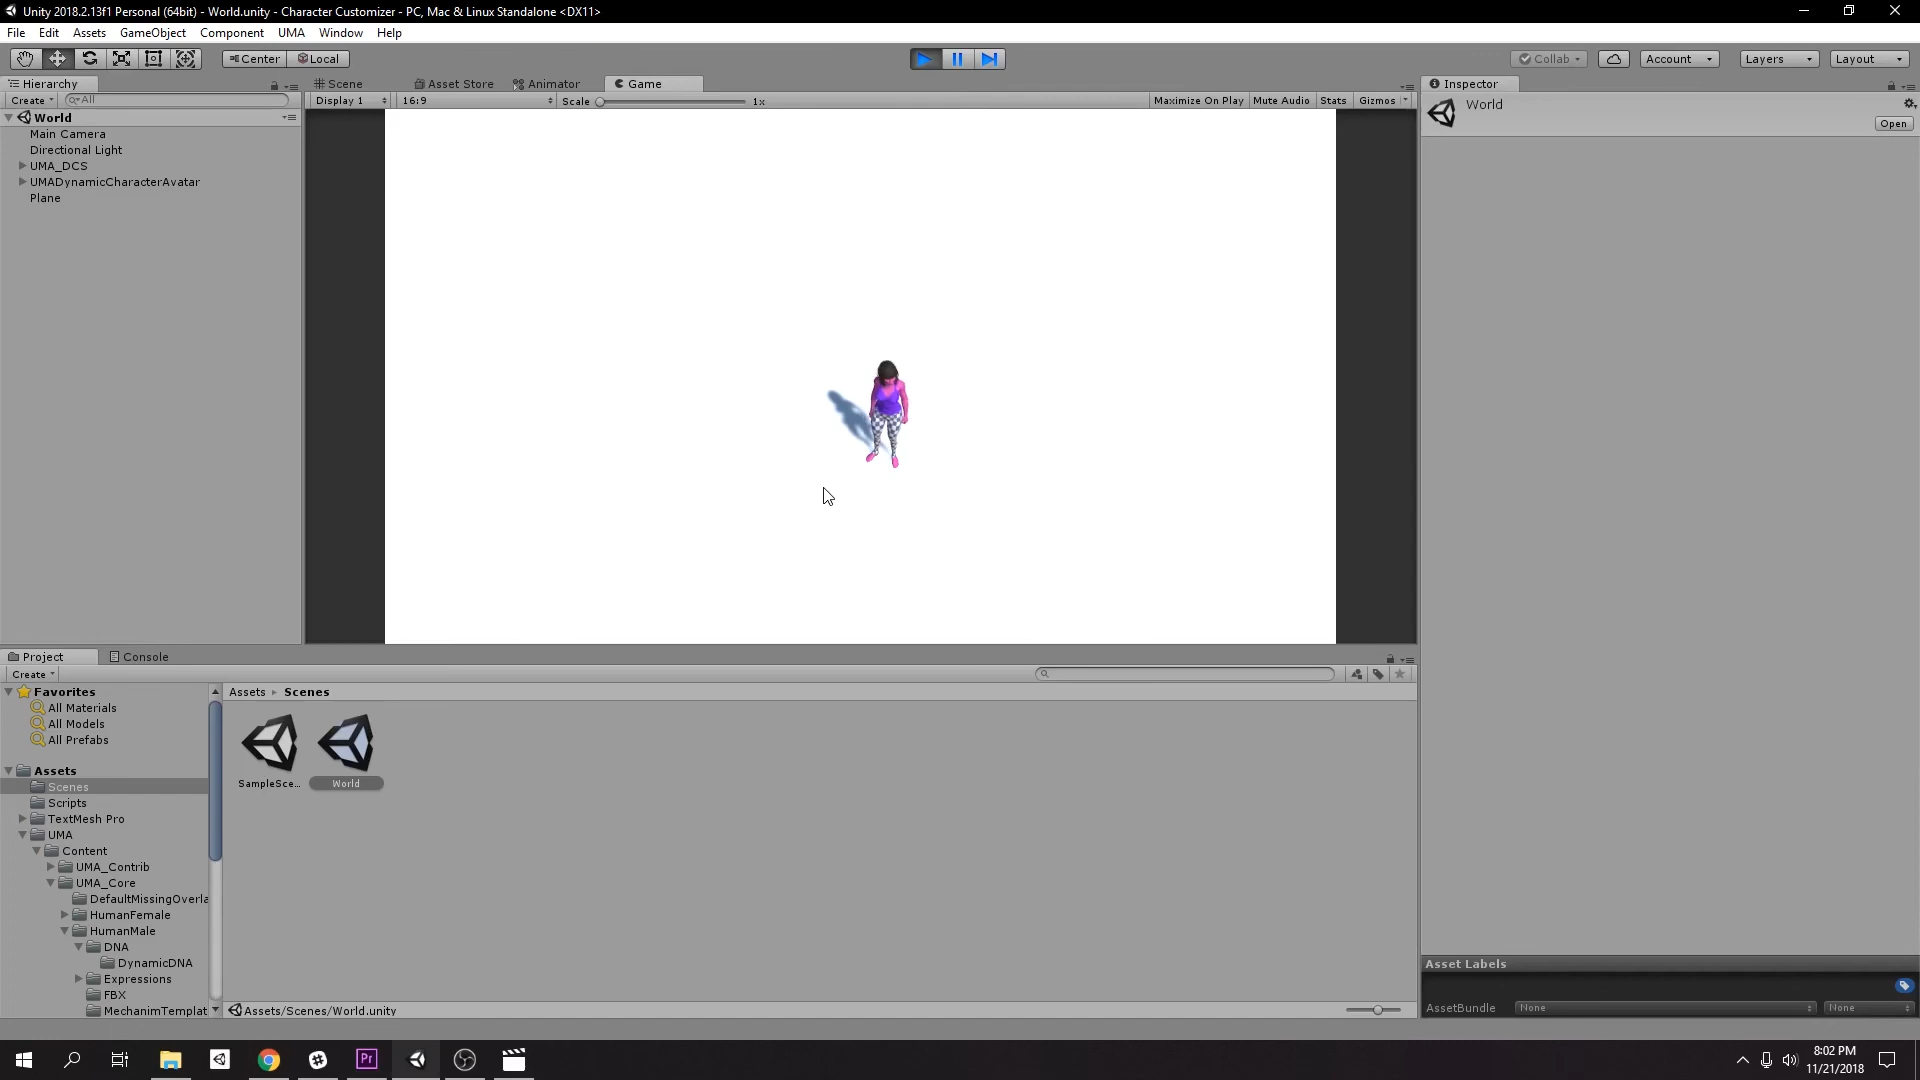 Unity 2018.2.13f1 Personal (64bit) - World.unity - Character Customizer - PC, Mac & Linux Standalone <DX11>
File Edit Assets GameObject Component UMA Window Help
Center Local Collab Account Layers Layout
Hierarchy Scene Asset Store Animator Game Inspector
Create All Display 1 16:9 Scale 1x Maximize On Play Mute Audio Stats Gizmos World
World
Open
Main Camera
Directional Light
UMA_DCS
UMADynamicCharacterAvatar
Plane
Project Console
Create
Favorites
Assets Scenes
All Materials
All Models
All Prefabs
Assets
Scenes
SampleSce...
World
Scripts
TextMesh Pro
UMA
Content
UMA_Contrib
UMA_Core
DefaultMissingOverla
HumanFemale
HumanMale
DNA
DynamicDNA
Expressions
FBX
MechanimTemplat
Assets/Scenes/World.unity
Asset Labels
AssetBundle None None
Pr
8:02 PM
11/21/2018